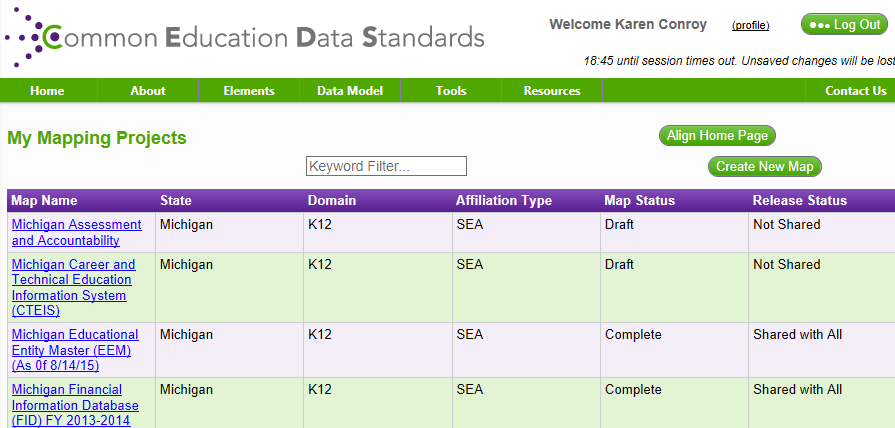 Common Education Data Standards
Welcome Karen Conroy (profile) Log Out
18:45 until session times out. Unsaved changes will be lost
Home About Elements Data Model Tools Resources Contact Us
My Mapping Projects
Align Home Page
Keyword Filter...
Create New Map
Map Name State Domain Affiliation Type Map Status Release Status
Michigan Assessment Michigan K12 SEA Draft Not Shared
and Accountability
Michigan Career and Michigan K12 SEA Draft Not Shared
Technical Education
Information System
(CTEIS)
Michigan Educational Michigan K12 SEA Complete Shared with All
Entity Master (EEM)
(As 0f 8/14/15)
Michigan Financial Michigan K12 SEA Complete Shared with All
Information Database
(FID) FY 2013-2014